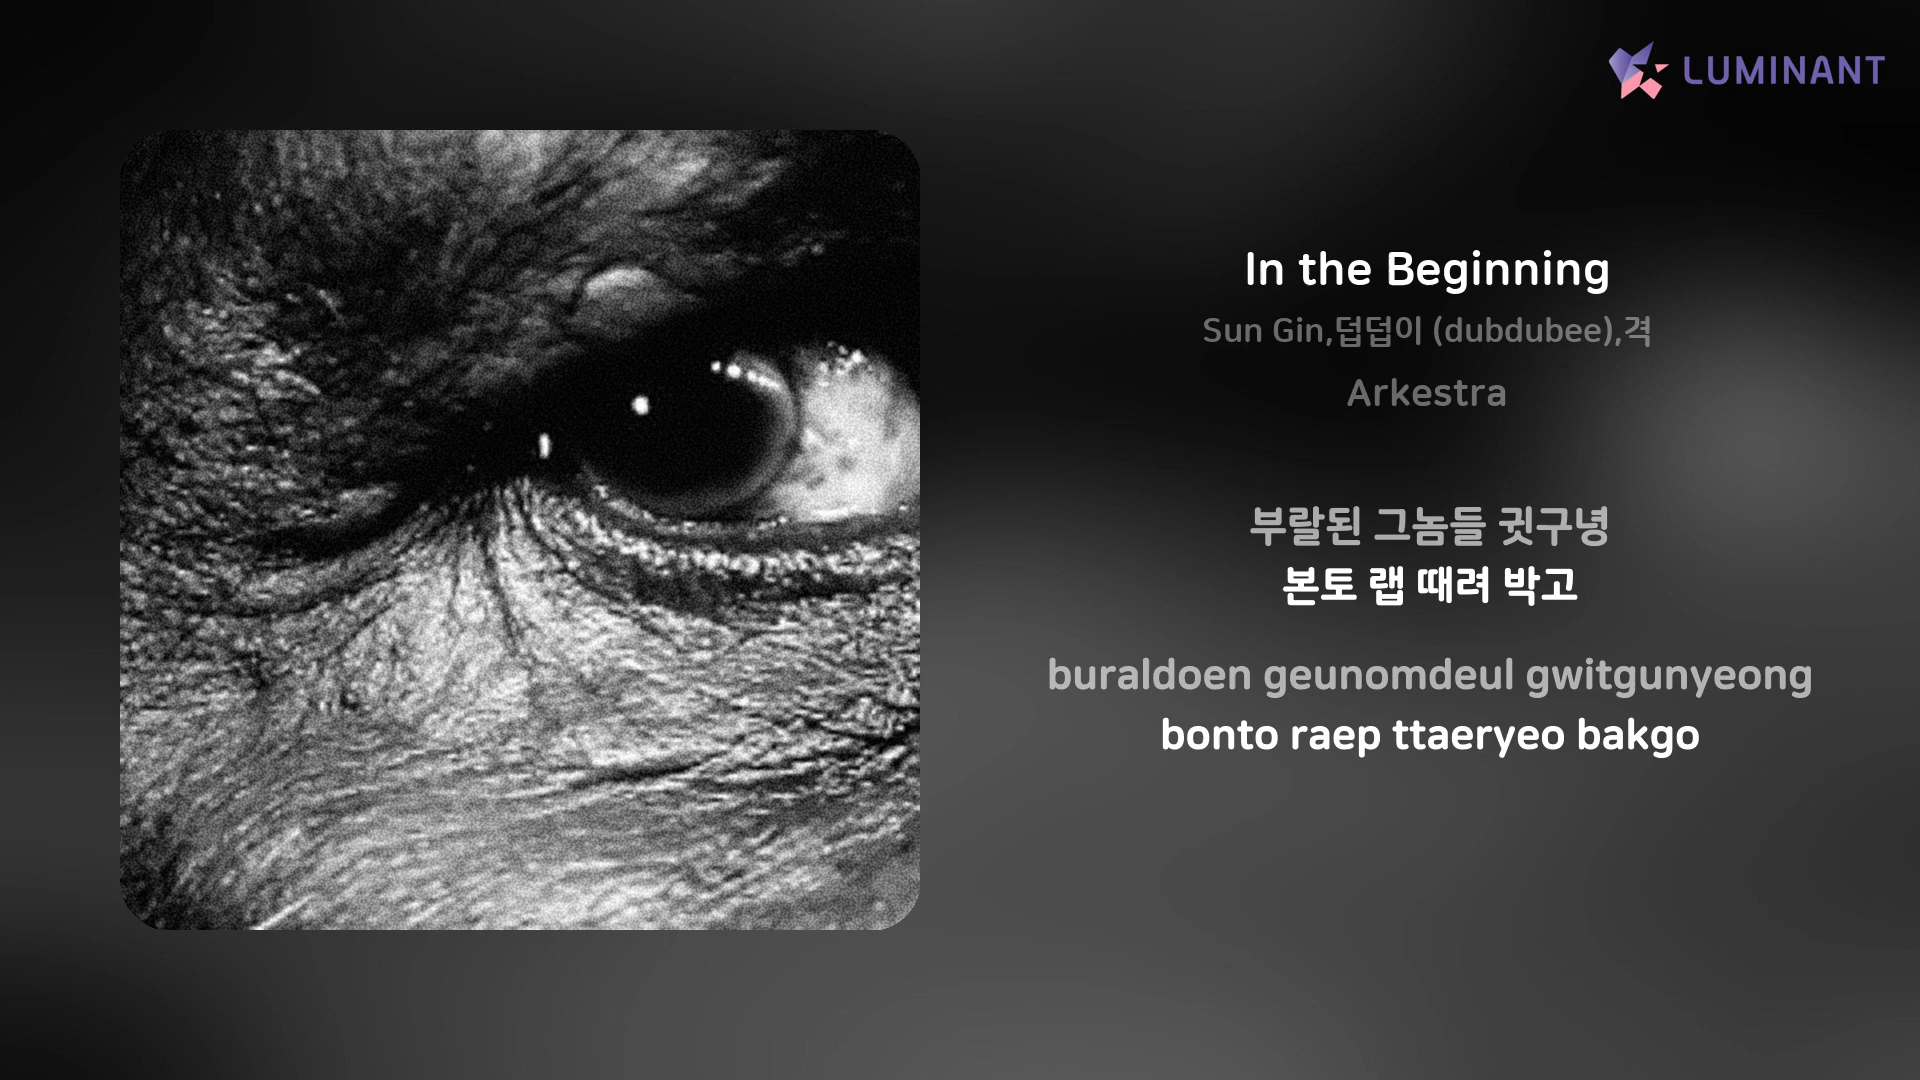 LUMINANT
In the Beginning
Sun Gin,덥덥이 (dubdubee),격
Arkestra
부랄된 그놈들 귓구녕
본토 랩 때려 박고
buraldoen geunomdeul gwitgunyeong
bonto raep ttaeryeo bakgo